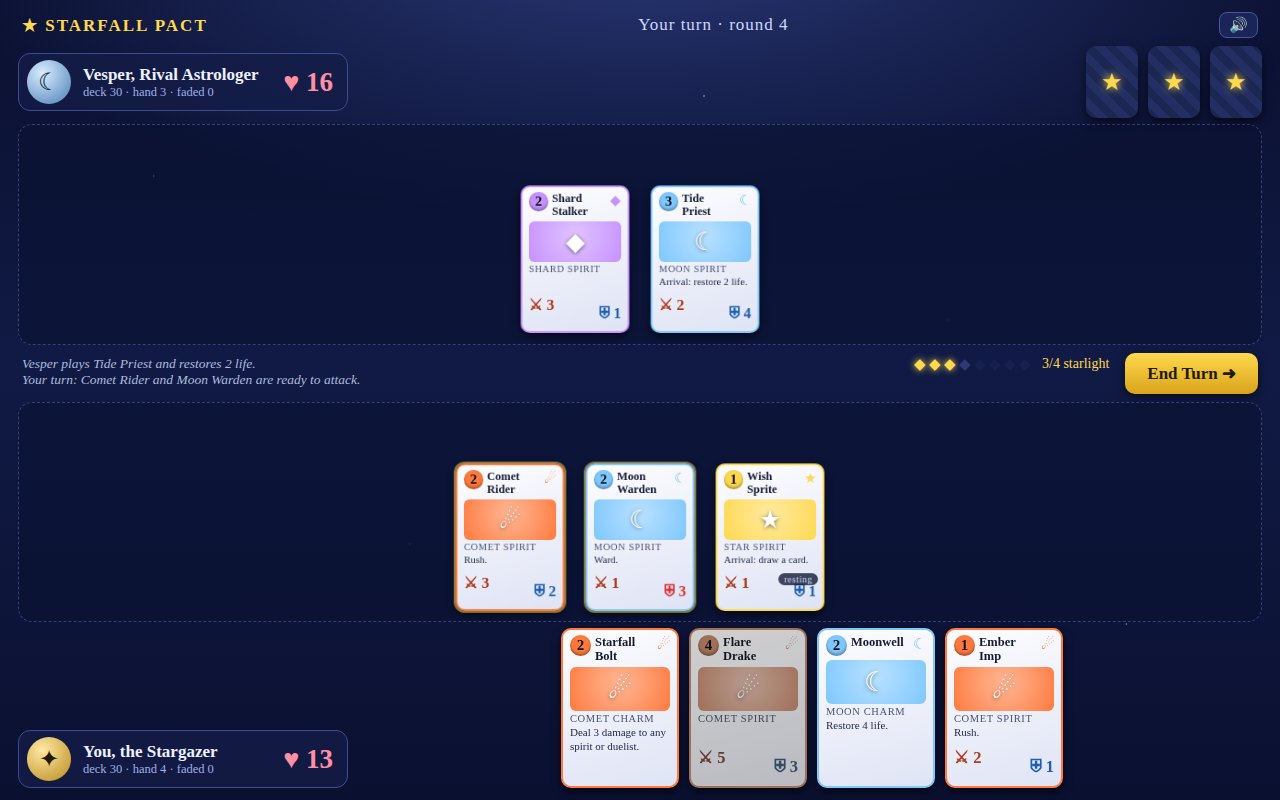 ★ STARFALL PACT
Your turn · round 4
Vesper, Rival Astrologer
deck 30 · hand 3 · faded 0
♥ 16
2 Shard Stalker
SHARD SPIRIT
⚔ 3
⛨ 1
3 Tide Priest
MOON SPIRIT
Arrival: restore 2 life.
⚔ 2
⛨ 4
Vesper plays Tide Priest and restores 2 life.
Your turn: Comet Rider and Moon Warden are ready to attack.
3/4 starlight
End Turn ➜
2 Comet Rider
COMET SPIRIT
Rush.
⚔ 3
⛨ 2
2 Moon Warden
MOON SPIRIT
Ward.
⚔ 1
⛨ 3
1 Wish Sprite
STAR SPIRIT
Arrival: draw a card.
⚔ 1
resting
⛨ 1
2 Starfall Bolt
COMET CHARM
Deal 3 damage to any
spirit or duelist.
4 Flare Drake
COMET SPIRIT
⚔ 5
⛨ 3
2 Moonwell
MOON CHARM
Restore 4 life.
1 Ember Imp
COMET SPIRIT
Rush.
⚔ 2
⛨ 1
You, the Stargazer
deck 30 · hand 4 · faded 0
♥ 13